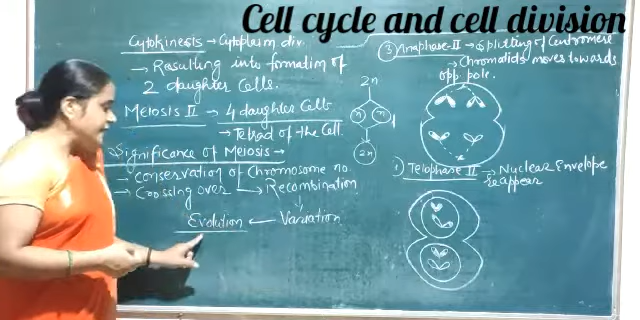 Cell cycle and cell division
Cytokinesis → Cytoplasm div.
→ Resulting into formation of
2 daughter Cells.
Meiosis II → 4 daughter Cells
→ Tetrad of the Cell.
Significance of Meiosis →
→ conservation of Chromosome no.
→ Crossing over → Recombination
↓
Evolution ← Variation
2n
n n
2n
③ Anaphase-II → Splitting of Centromere
→ Chromatids moves towards
opp. pole.
Telophase II → Nuclear Envelope
Reappear